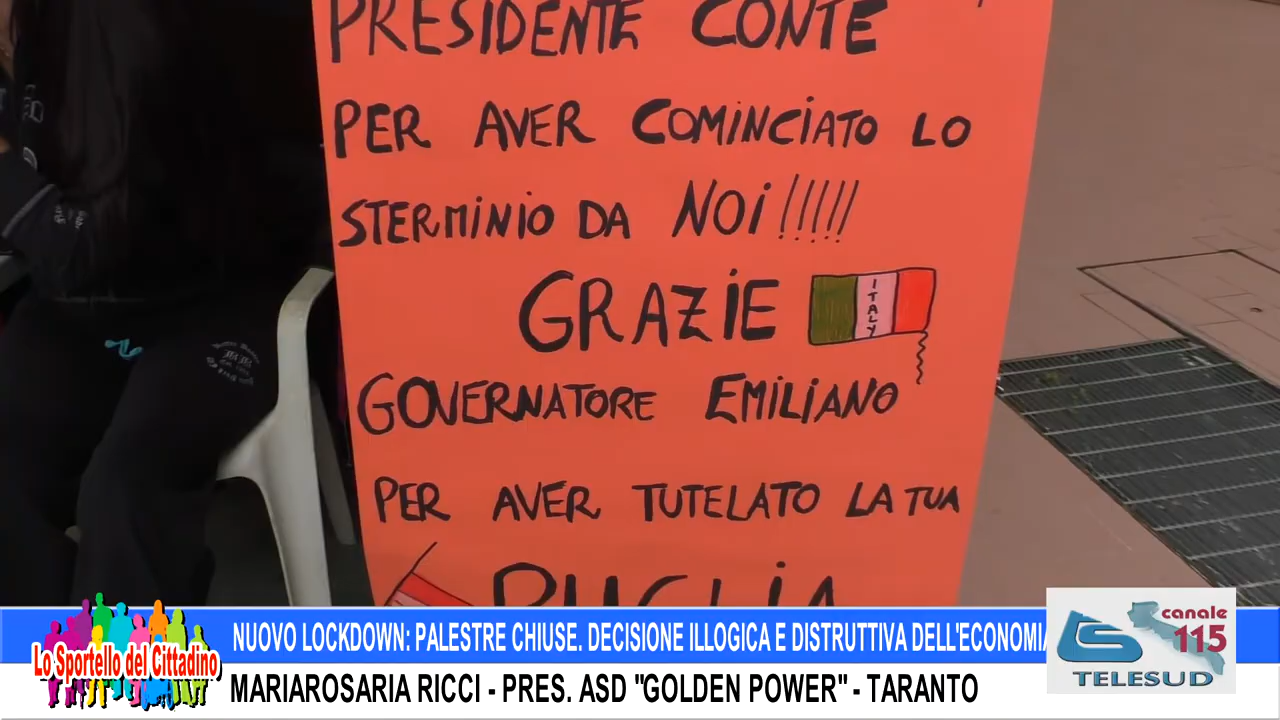 PRESIDENTE CONTE
PER AVER COMINCIATO LO
STERMINIO DA NOI!!!!!
GRAZIE
ITALY
GOVERNATORE EMILIANO
PER AVER TUTELATO LA TUA
PUGLIA
NUOVO LOCKDOWN: PALESTRE CHIUSE. DECISIONE ILLOGICA E DISTRUTTIVA DELL'ECONOMIA
Lo Sportello del Cittadino
MARIAROSARIA RICCI - PRES. ASD "GOLDEN POWER" - TARANTO
canale
115
TELESUD